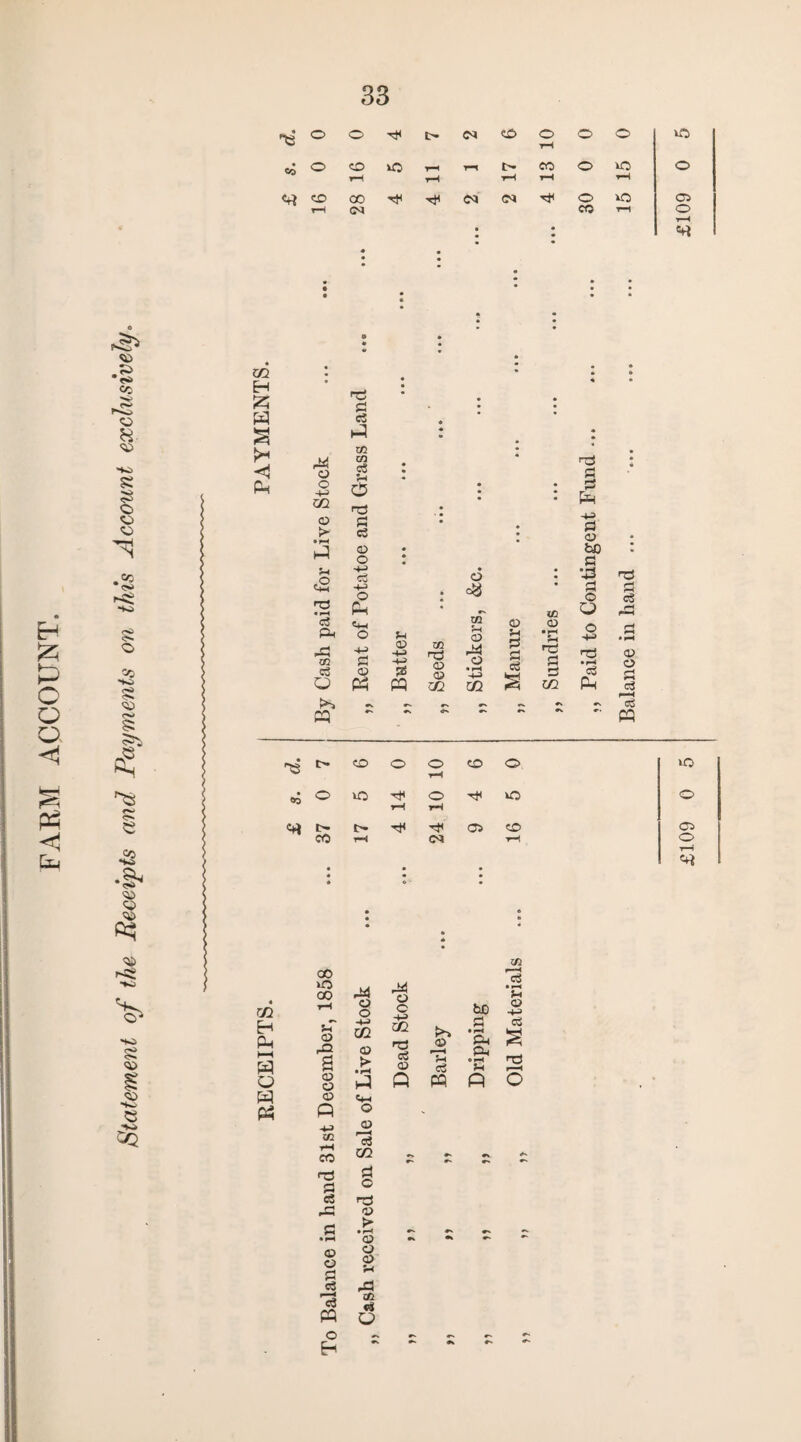 33
FARM ACCOUNT.
Statement of the Receipts and Payments on this Account exclusively.
RECEIPTS.
£ s. d.
To Balance in hand 31st December, 1858 ... 37 0 7
„ Cash received on Sale of Live Stock ... 17 5 6
„ „ „ Dead Stock ... 4 14 0
„ „ „ Barley ... 24 10 10
„ „ „ Dripping ... 9 4 6
„ „ „ Old Materials ... 16 5 0
£109 0 5
PAYMENTS.
£ s. d.
By Cash paid for Live Stock ... ... 16 0 0
„ Rent of Potatoe and Grass Land ... ... 28 16 0
„ Batter ... ... ... ... 4 5 4
„ Seeds ... ... ... ... 4 11 7
„ Stickers, &c. ... ... ... 2 1 2
„ Manure ... ... ... ... 2 17 6
„ Sundries ... ... ... ... 4 13 10
„ Paid to Contingent Fund ... ... ... 30 0 0
Balance in hand ... ... ... ... 15 15 0
£109 0 5